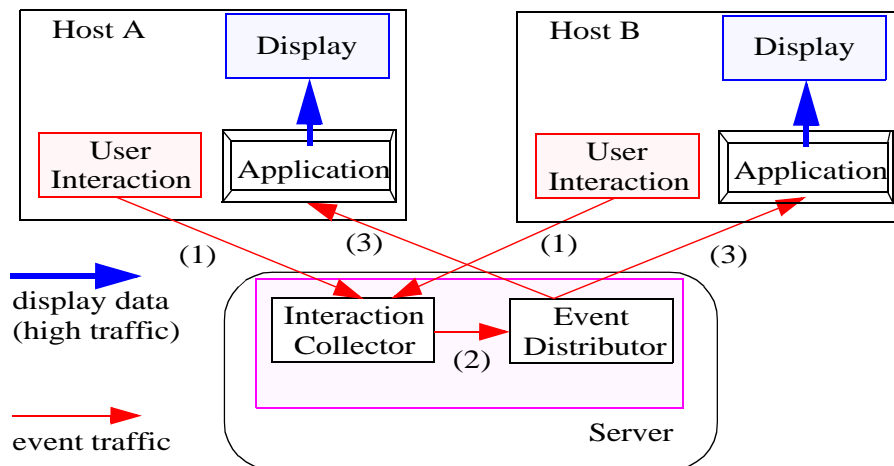 Host A
Display
User
Interaction
Application
Host B
Display
User
Interaction
Application
(1)
(3)
(1)
(3)
display data
(high traffic)
Interaction
Collector
(2)
Event
Distributor
Server
event traffic